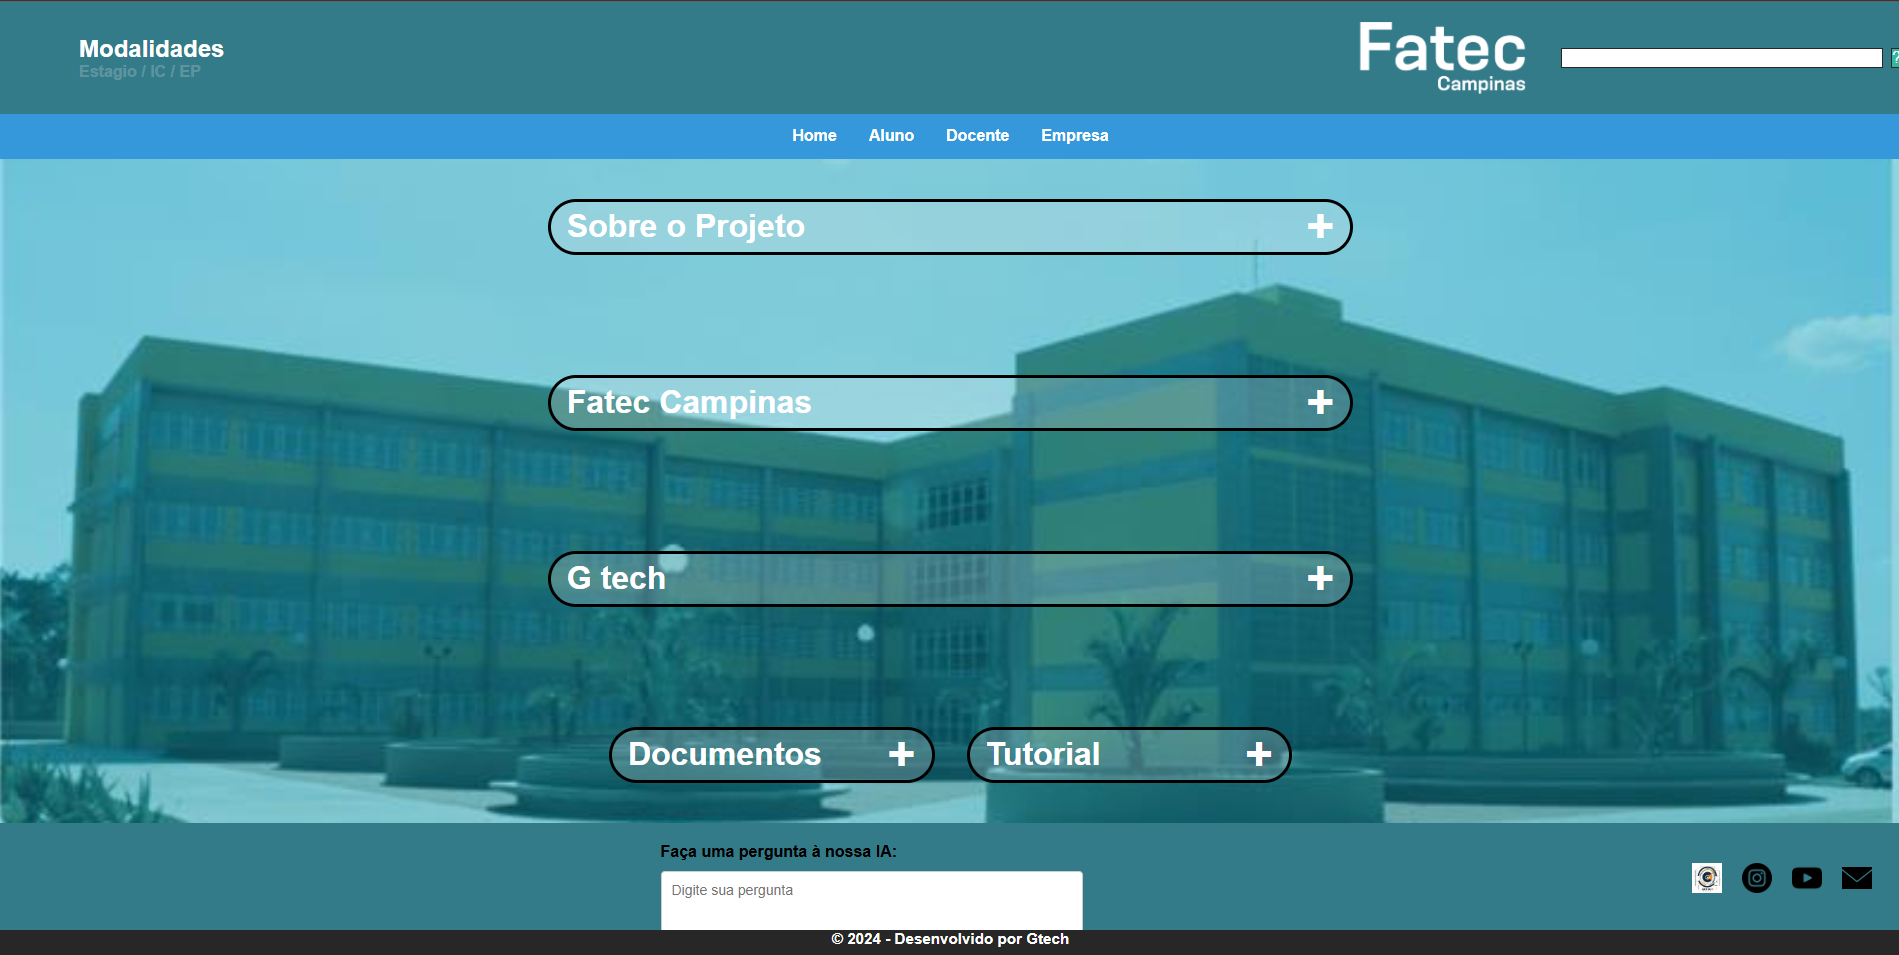 Modalidades
Estagio / IC / EP
Fatec
Campinas
?
Home Aluno Docente Empresa
Sobre o Projeto +
Fatec Campinas +
G tech +
Documentos + Tutorial +
Faça uma pergunta à nossa IA:
Digite sua pergunta
© 2024 - Desenvolvido por Gtech